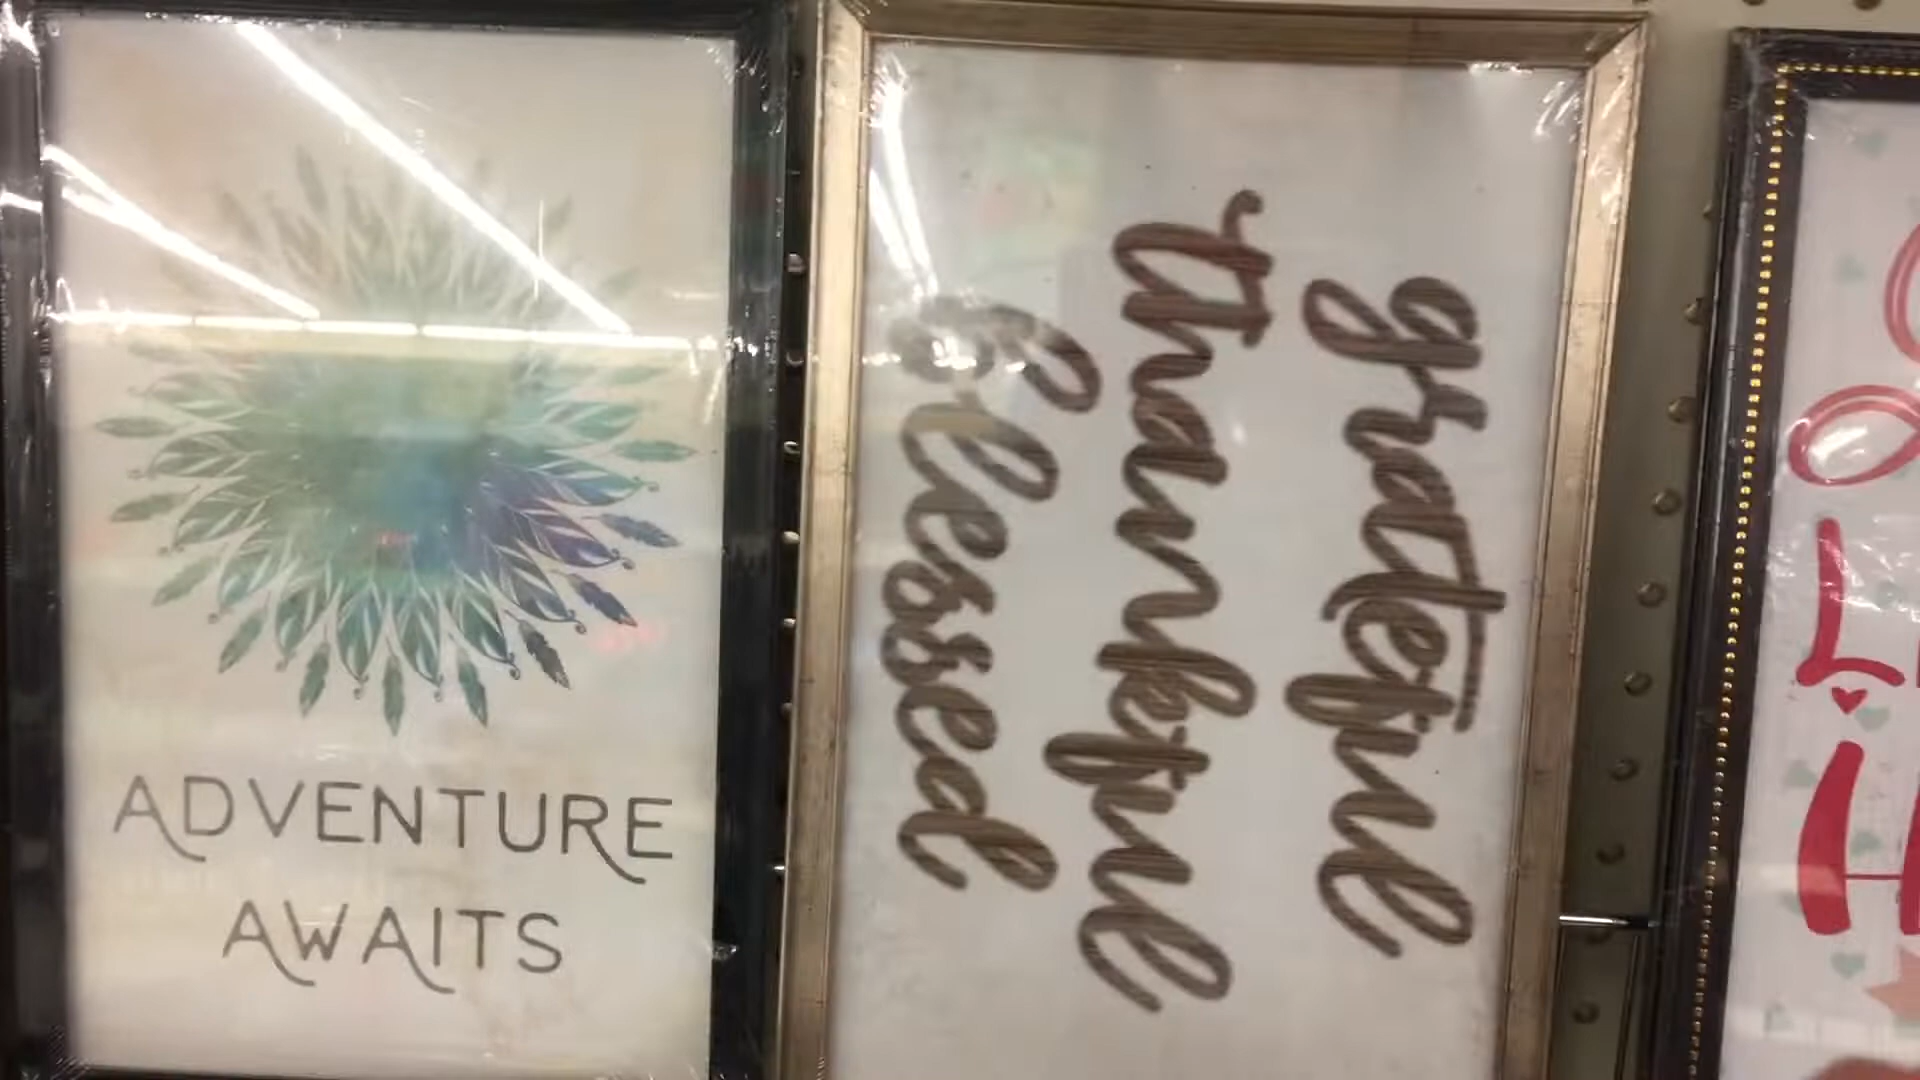 ADVENTURE
AWAITS
grateful
thankful
blessed